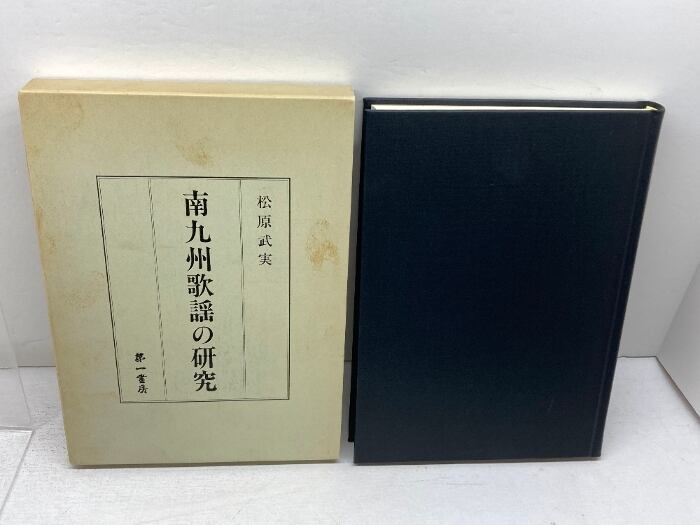 松原武実
南九州歌謡の研究
第一書房